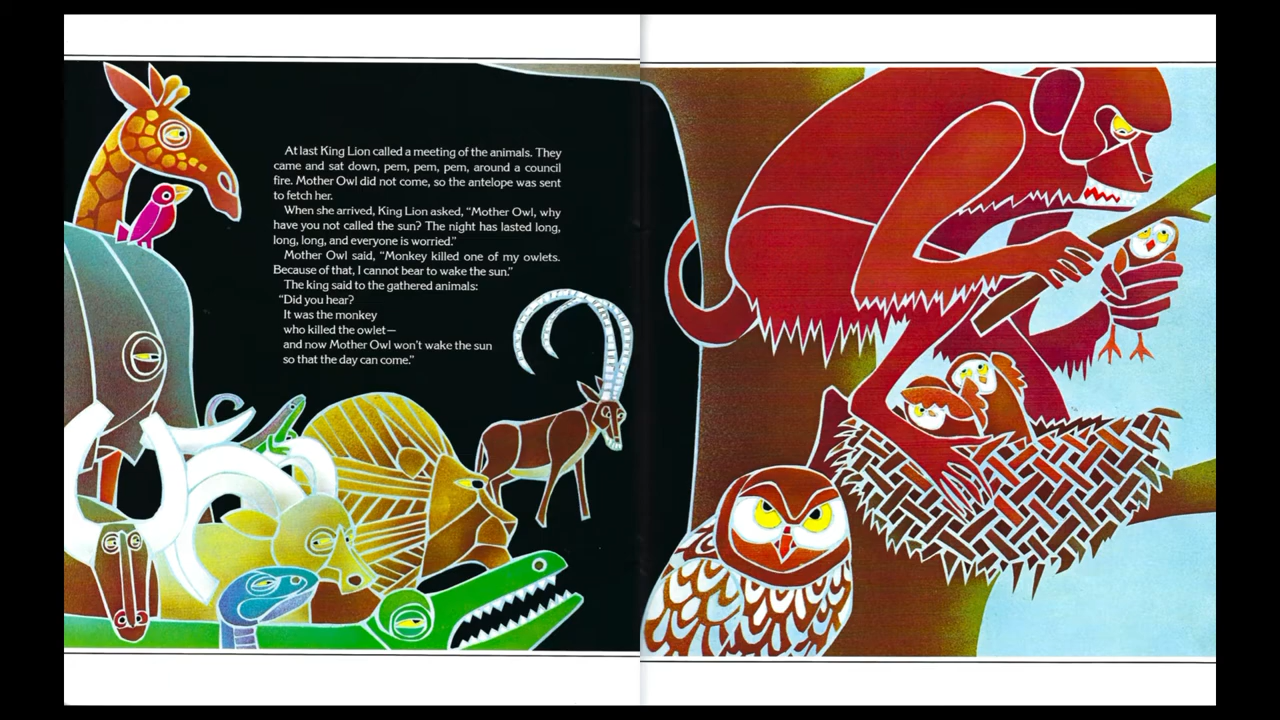 At last King Lion called a meeting of the animals. They
came and sat down, pem, pem, pem, around a council
fire. Mother Owl did not come, so the antelope was sent
to fetch her.
When she arrived, King Lion asked, “Mother Owl, why
have you not called the sun? The night has lasted long,
long, long, and everyone is worried.”
Mother Owl said, “Monkey killed one of my owlets.
Because of that, I cannot bear to wake the sun.”
The king said to the gathered animals:
“Did you hear?
It was the monkey
who killed the owlet—
and now Mother Owl won’t wake the sun
so that the day can come.”